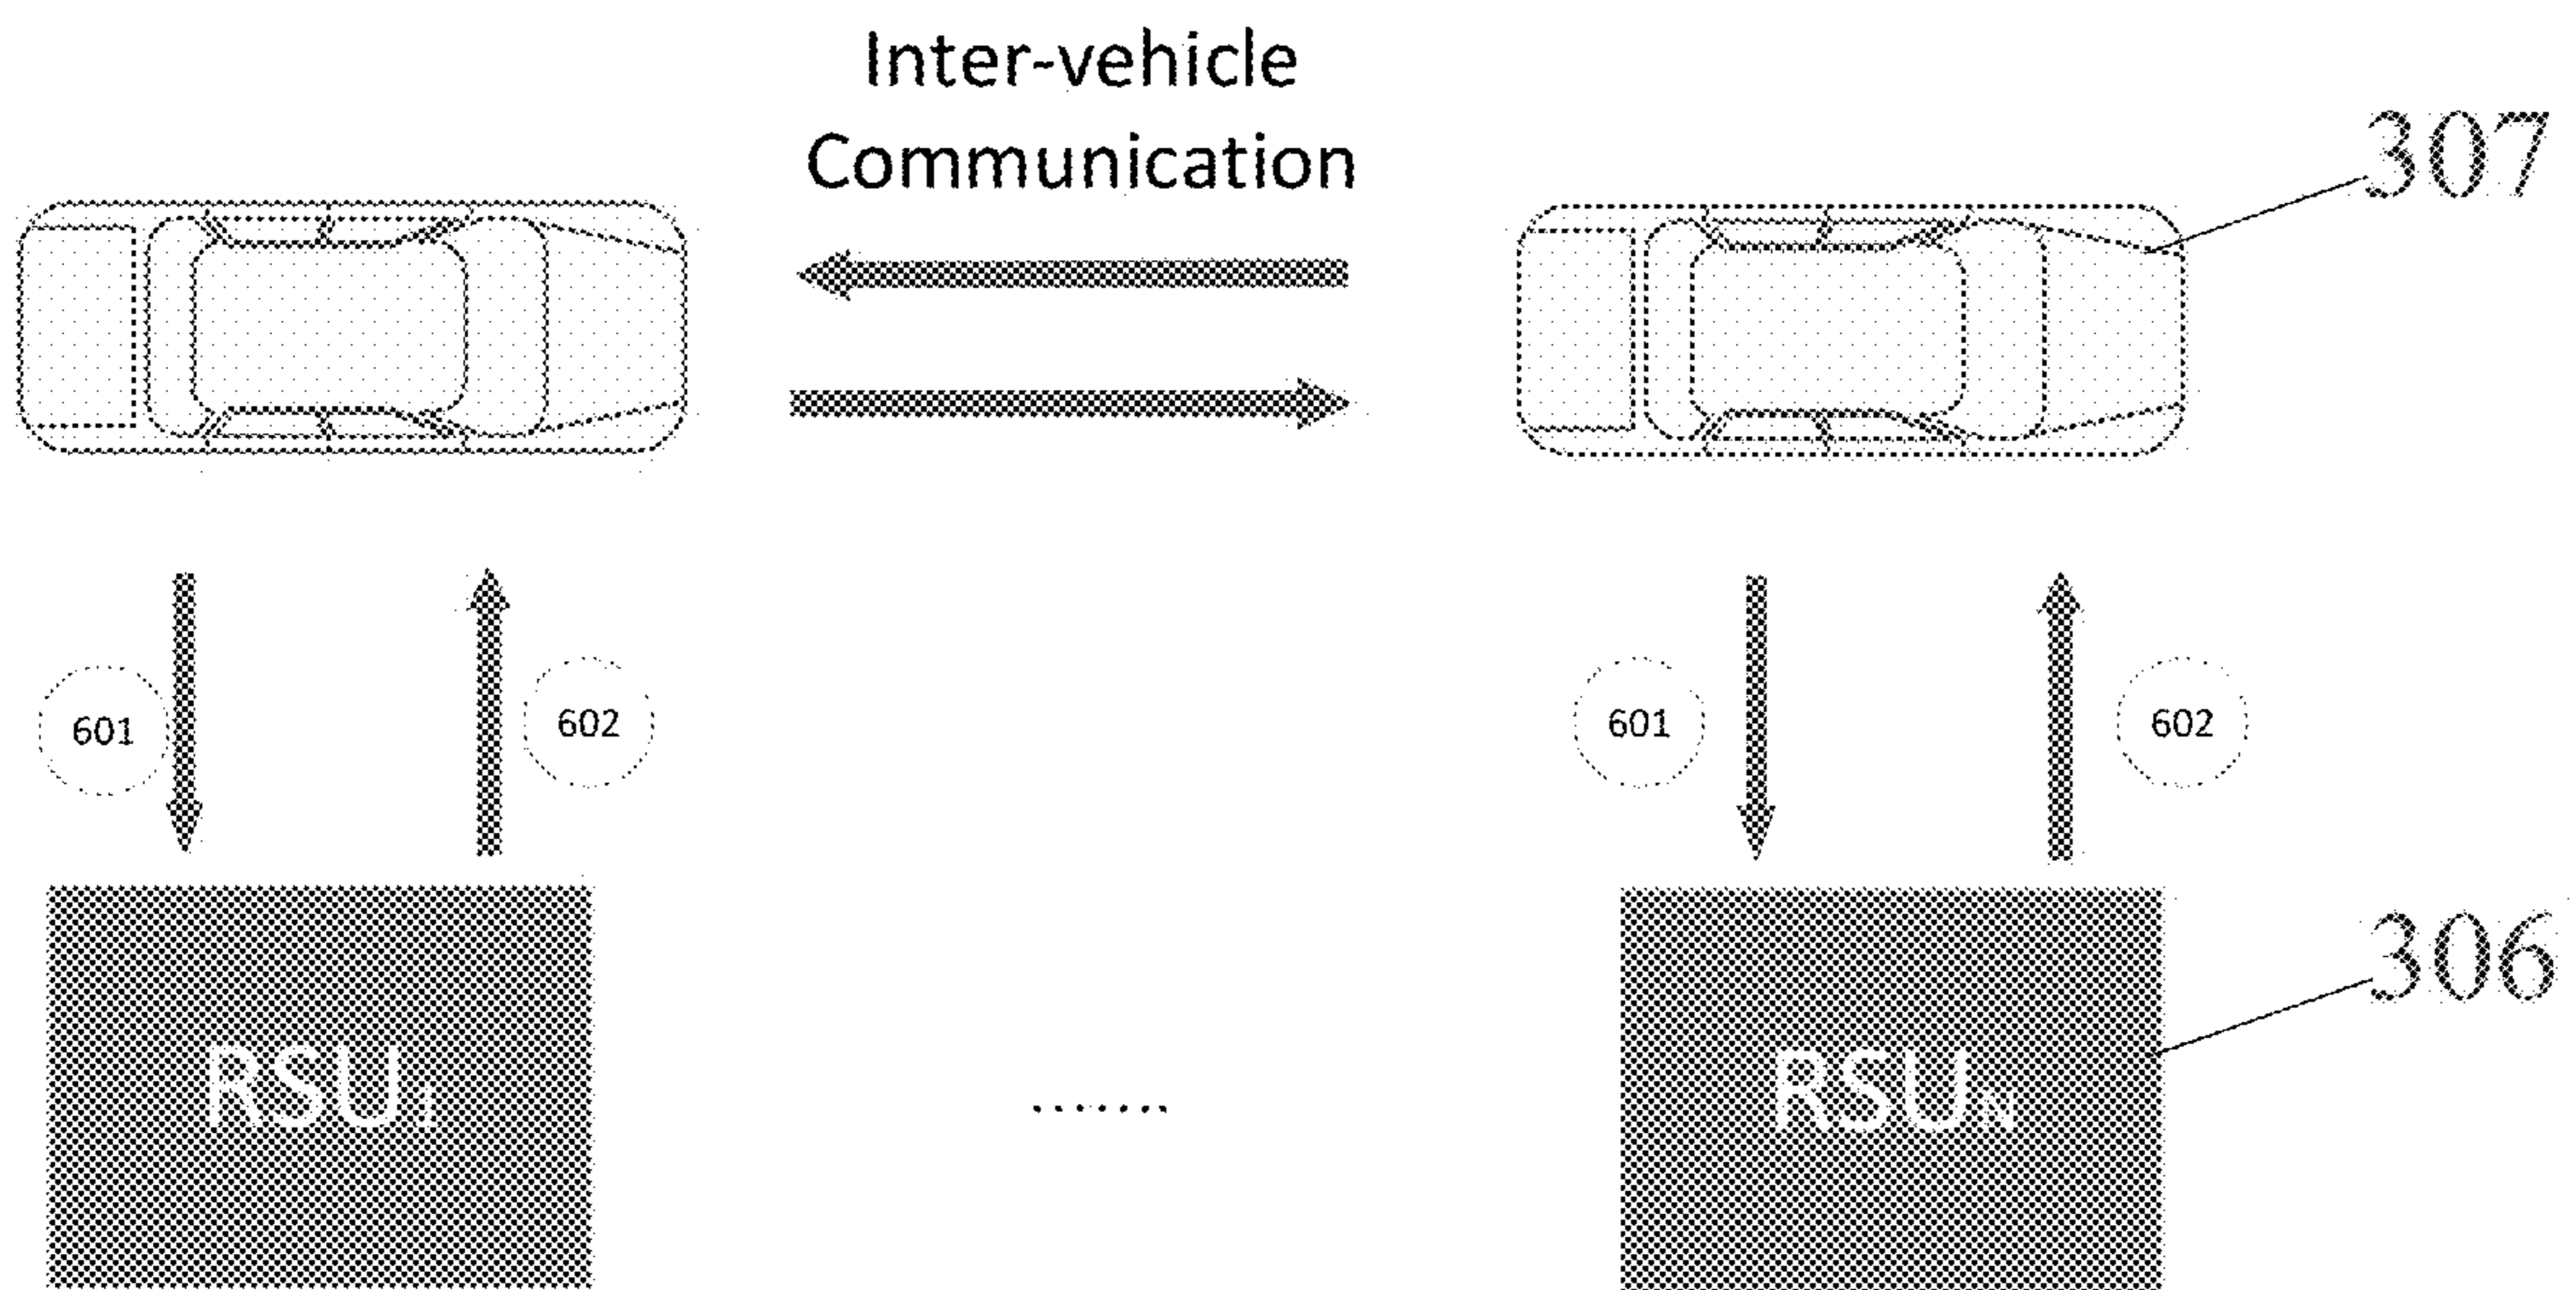 Inter-vehicle
Communication
307
601
602
601
602
306
RSU1
.......
RSUN